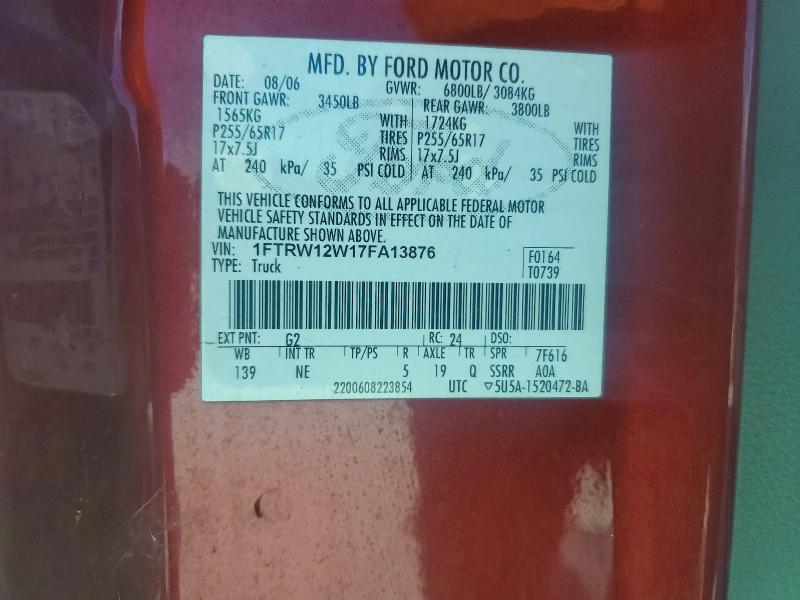 MFD. BY FORD MOTOR CO.
DATE: 08/06 GVWR: 6800LB/ 3084KG
FRONT GAWR: 3450LB REAR GAWR: 3800LB
1565KG WITH 1724KG WITH
P255/65R17 TIRES P255/65R17 TIRES
17x7.5J RIMS 17x7.5J RIMS
AT 240 kPa/ 35 PSI COLD AT 240 kPa/ 35 PSI COLD
Ford
THIS VEHICLE CONFORMS TO ALL APPLICABLE FEDERAL MOTOR
VEHICLE SAFETY STANDARDS IN EFFECT ON THE DATE OF
MANUFACTURE SHOWN ABOVE.
VIN: 1FTRW12W17FA13876 F0164
TYPE: Truck T0739
EXT PNT: G2 RC: 24 DSO:
WB INT TR TP/PS R AXLE TR SPR 7F616
139 NE 5 19 Q SSRR A0A
2200608223854 UTC ▽5U5A-1520472-BA